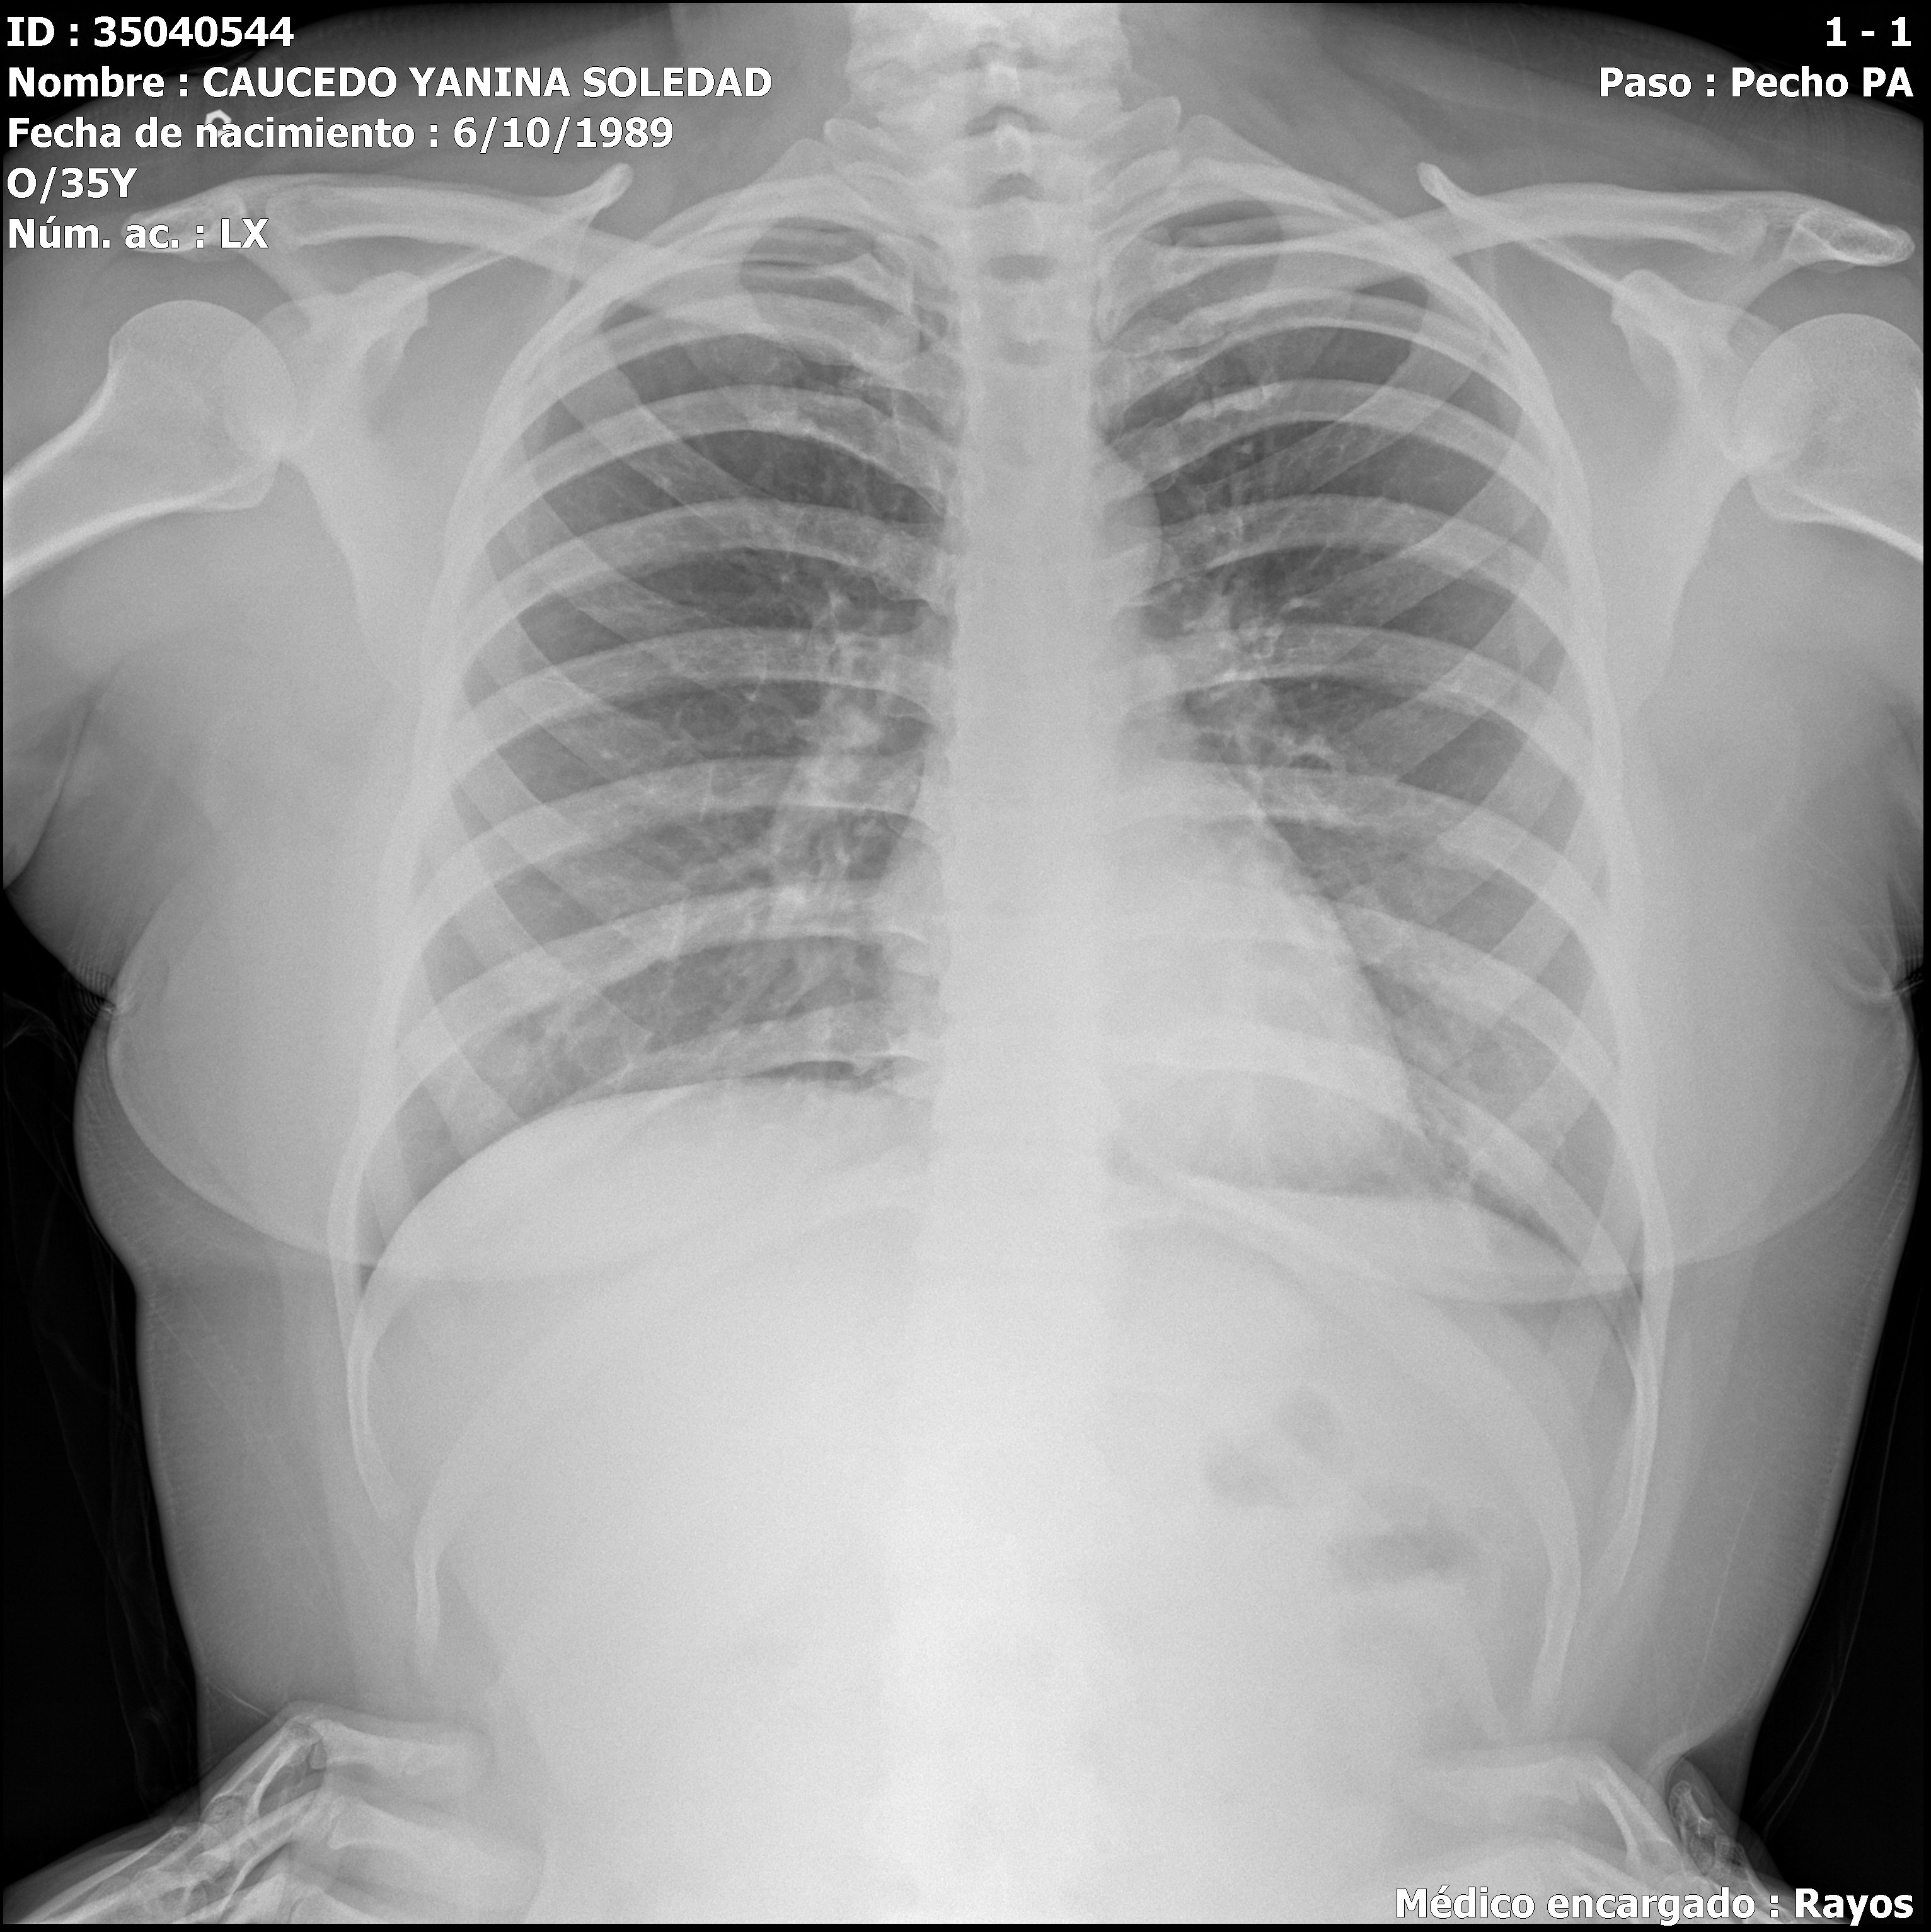 ID : 35040544
Nombre : CAUCEDO YANINA SOLEDAD
Fecha de nacimiento : 6/10/1989
O/35Y
Núm. ac. : LX
1 - 1
Paso : Pecho PA
Médico encargado : Rayos